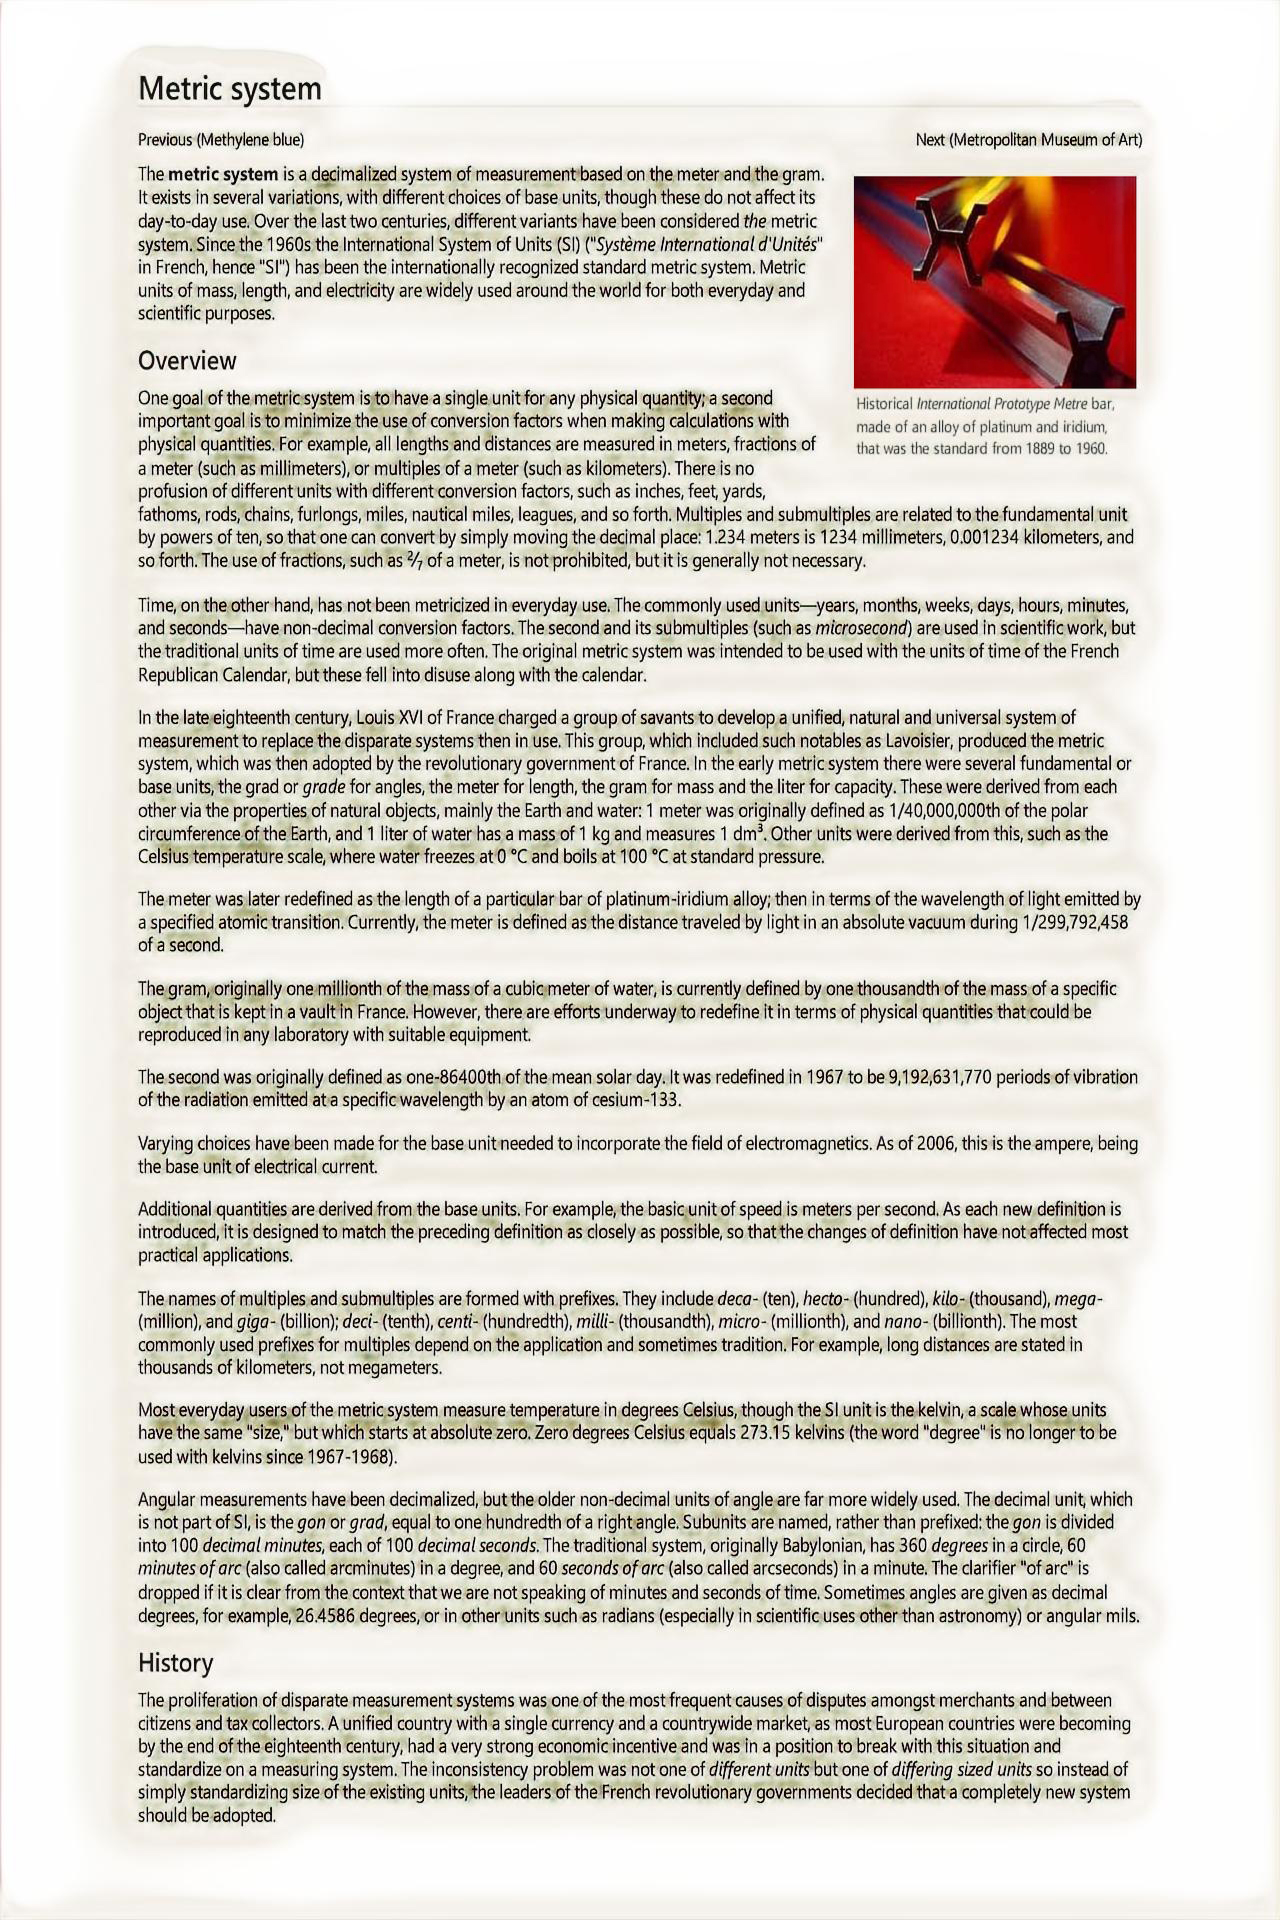 Metric system
Previous (Methylene blue)
Next (Metropolitan Museum of Art)
The metric system is a decimalized system of measurement based on the meter and the gram.
It exists in several variations, with different choices of base units, though these do not affect its
day-to-day use. Over the last two centuries, different variants have been considered the metric
system. Since the 1960s the International System of Units (SI) ("Système International d'Unités"
in French, hence "SI") has been the internationally recognized standard metric system. Metric
units of mass, length, and electricity are widely used around the world for both everyday and
scientific purposes.
Historical International Prototype Metre bar,
made of an alloy of platinum and iridium,
that was the standard from 1889 to 1960.
Overview
One goal of the metric system is to have a single unit for any physical quantity; a second
important goal is to minimize the use of conversion factors when making calculations with
physical quantities. For example, all lengths and distances are measured in meters, fractions of
a meter (such as millimeters), or multiples of a meter (such as kilometers). There is no
profusion of different units with different conversion factors, such as inches, feet, yards,
fathoms, rods, chains, furlongs, miles, nautical miles, leagues, and so forth. Multiples and submultiples are related to the fundamental unit
by powers of ten, so that one can convert by simply moving the decimal place: 1.234 meters is 1234 millimeters, 0.001234 kilometers, and
so forth. The use of fractions, such as ²⁄₇ of a meter, is not prohibited, but it is generally not necessary.
Time, on the other hand, has not been metricized in everyday use. The commonly used units—years, months, weeks, days, hours, minutes,
and seconds—have non-decimal conversion factors. The second and its submultiples (such as microsecond) are used in scientific work, but
the traditional units of time are used more often. The original metric system was intended to be used with the units of time of the French
Republican Calendar, but these fell into disuse along with the calendar.
In the late eighteenth century, Louis XVI of France charged a group of savants to develop a unified, natural and universal system of
measurement to replace the disparate systems then in use. This group, which included such notables as Lavoisier, produced the metric
system, which was then adopted by the revolutionary government of France. In the early metric system there were several fundamental or
base units, the grad or grade for angles, the meter for length, the gram for mass and the liter for capacity. These were derived from each
other via the properties of natural objects, mainly the Earth and water: 1 meter was originally defined as 1/40,000,000th of the polar
circumference of the Earth, and 1 liter of water has a mass of 1 kg and measures 1 dm³. Other units were derived from this, such as the
Celsius temperature scale, where water freezes at 0 °C and boils at 100 °C at standard pressure.
The meter was later redefined as the length of a particular bar of platinum-iridium alloy; then in terms of the wavelength of light emitted by
a specified atomic transition. Currently, the meter is defined as the distance traveled by light in an absolute vacuum during 1/299,792,458
of a second.
The gram, originally one millionth of the mass of a cubic meter of water, is currently defined by one thousandth of the mass of a specific
object that is kept in a vault in France. However, there are efforts underway to redefine it in terms of physical quantities that could be
reproduced in any laboratory with suitable equipment.
The second was originally defined as one-86400th of the mean solar day. It was redefined in 1967 to be 9,192,631,770 periods of vibration
of the radiation emitted at a specific wavelength by an atom of cesium-133.
Varying choices have been made for the base unit needed to incorporate the field of electromagnetics. As of 2006, this is the ampere, being
the base unit of electrical current.
Additional quantities are derived from the base units. For example, the basic unit of speed is meters per second. As each new definition is
introduced, it is designed to match the preceding definition as closely as possible, so that the changes of definition have not affected most
practical applications.
The names of multiples and submultiples are formed with prefixes. They include deca- (ten), hecto- (hundred), kilo- (thousand), mega-
(million), and giga- (billion); deci- (tenth), centi- (hundredth), milli- (thousandth), micro- (millionth), and nano- (billionth). The most
commonly used prefixes for multiples depend on the application and sometimes tradition. For example, long distances are stated in
thousands of kilometers, not megameters.
Most everyday users of the metric system measure temperature in degrees Celsius, though the SI unit is the kelvin, a scale whose units
have the same "size," but which starts at absolute zero. Zero degrees Celsius equals 273.15 kelvins (the word "degree" is no longer to be
used with kelvins since 1967-1968).
Angular measurements have been decimalized, but the older non-decimal units of angle are far more widely used. The decimal unit, which
is not part of SI, is the gon or grad, equal to one hundredth of a right angle. Subunits are named, rather than prefixed: the gon is divided
into 100 decimal minutes, each of 100 decimal seconds. The traditional system, originally Babylonian, has 360 degrees in a circle, 60
minutes of arc (also called arcminutes) in a degree, and 60 seconds of arc (also called arcseconds) in a minute. The clarifier "of arc" is
dropped if it is clear from the context that we are not speaking of minutes and seconds of time. Sometimes angles are given as decimal
degrees, for example, 26.4586 degrees, or in other units such as radians (especially in scientific uses other than astronomy) or angular mils.
History
The proliferation of disparate measurement systems was one of the most frequent causes of disputes amongst merchants and between
citizens and tax collectors. A unified country with a single currency and a countrywide market, as most European countries were becoming
by the end of the eighteenth century, had a very strong economic incentive and was in a position to break with this situation and
standardize on a measuring system. The inconsistency problem was not one of different units but one of differing sized units so instead of
simply standardizing size of the existing units, the leaders of the French revolutionary governments decided that a completely new system
should be adopted.